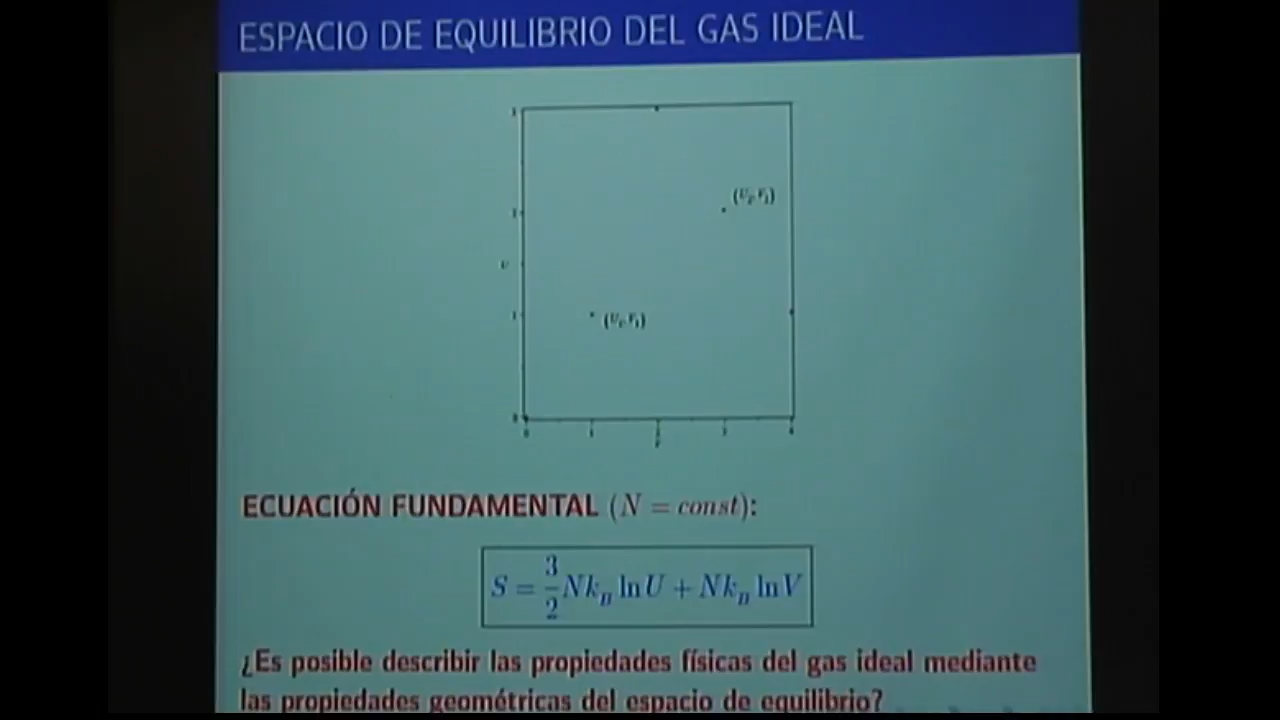 ESPACIO DE EQUILIBRIO DEL GAS IDEAL
U
ECUACIÓN FUNDAMENTAL (N = const):
S = 3/2 Nk_B ln U + Nk_B ln V
¿Es posible describir las propiedades físicas del gas ideal mediante
las propiedades geométricas del espacio de equilibrio?